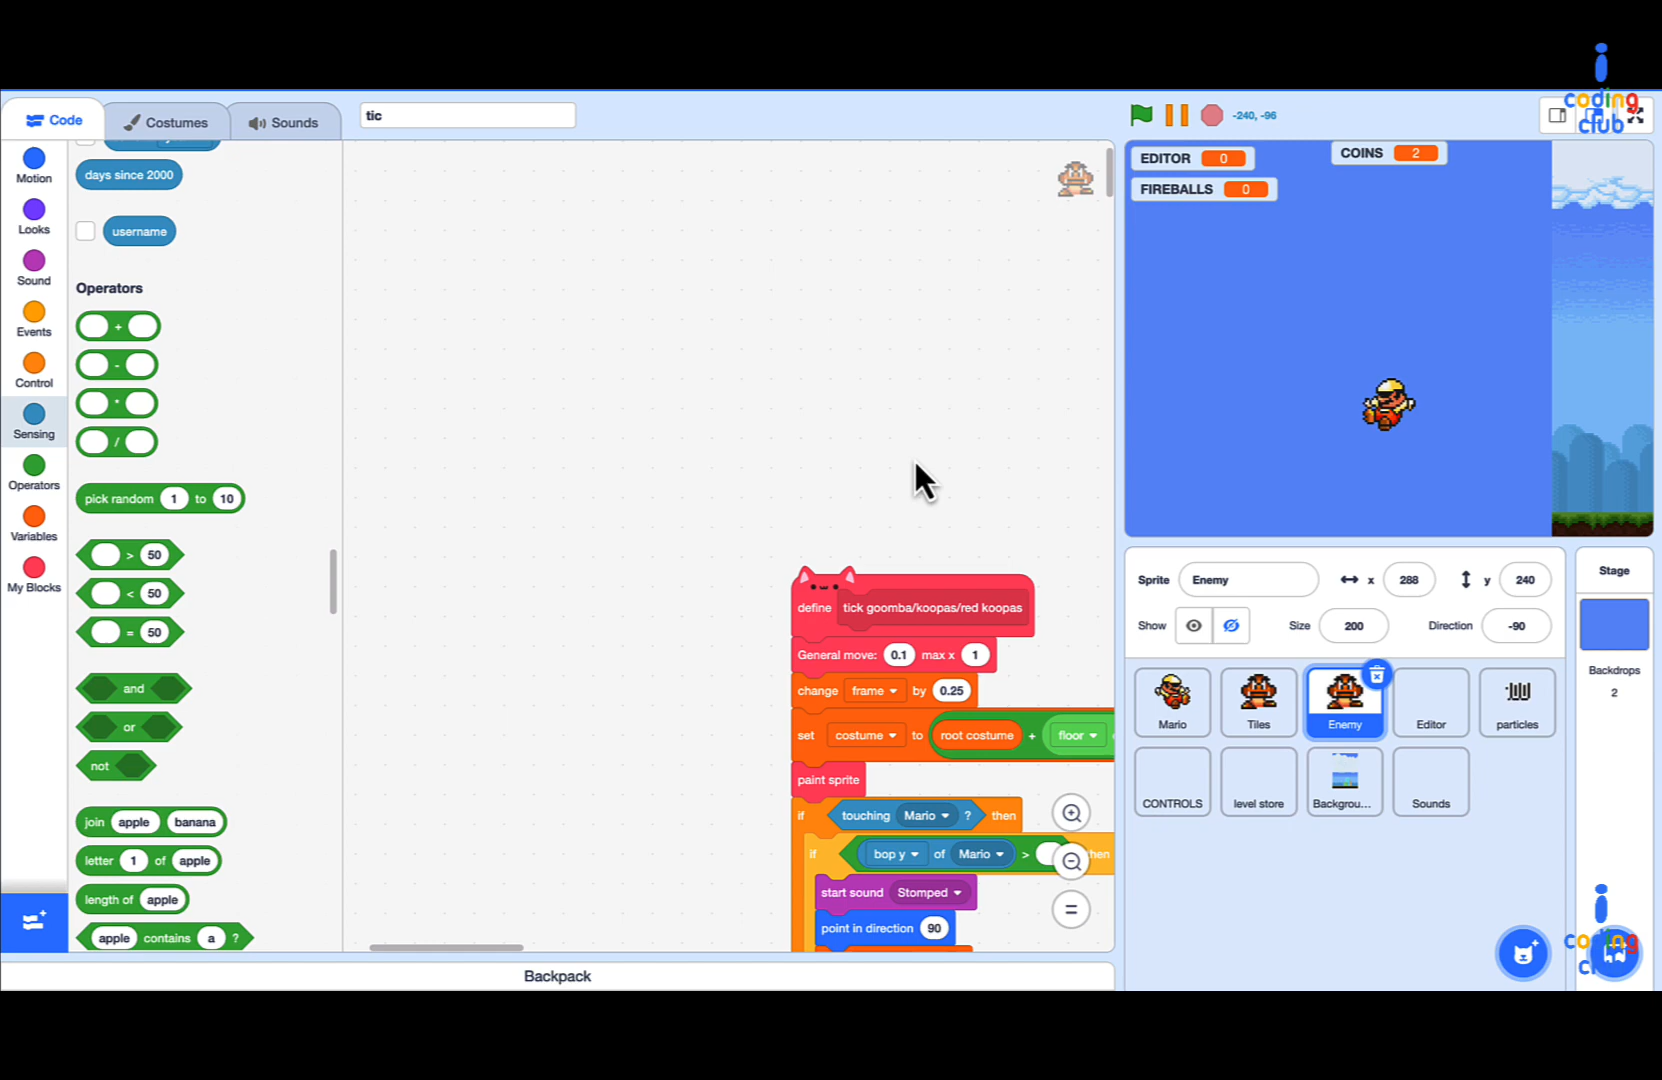 Code
Costumes
Sounds
tic
-240, -96
coding
club
Motion
Looks
Sound
Events
Control
Sensing
Operators
Variables
My Blocks
days since 2000
username
Operators
+
-
*
/
pick random 1 to 10
> 50
< 50
= 50
and
or
not
join apple banana
letter 1 of apple
length of apple
apple contains a ?
define tick goomba/koopas/red koopas
General move: 0.1 max x 1
change frame by 0.25
set costume to root costume + floor
paint sprite
if touching Mario ? then
if bop y of Mario > then
start sound Stomped
point in direction 90
Backpack
EDITOR 0
COINS 2
FIREBALLS 0
Sprite Enemy x 288 y 240
Show Size 200 Direction -90
Mario
Tiles
Enemy
Editor
particles
CONTROLS
level store
Backgrou...
Sounds
Stage
Backdrops
2
coding